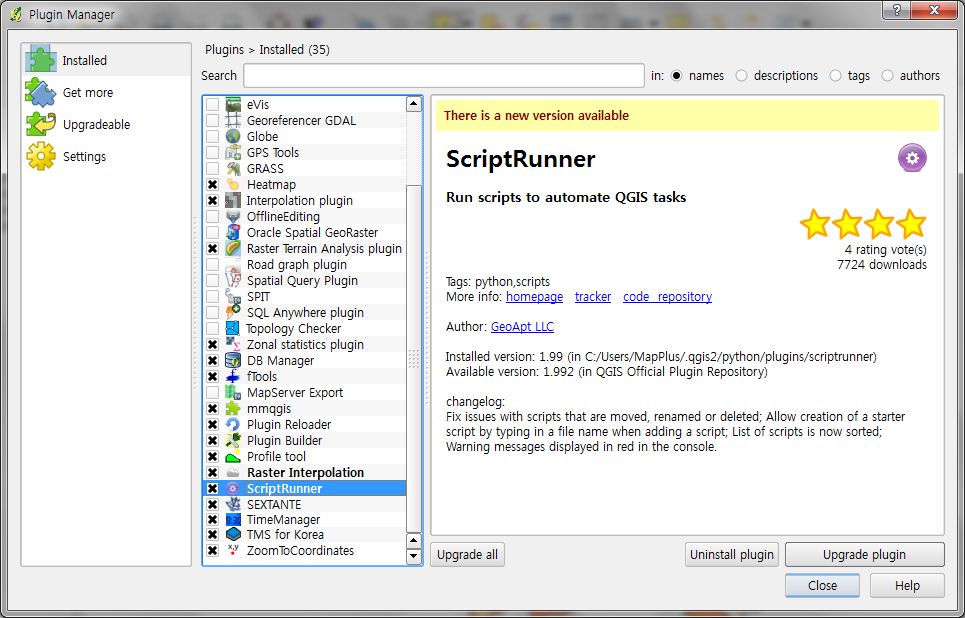 Plugin Manager
Installed
Get more
Upgradeable
Settings
Plugins > Installed (35)
Search
in: names descriptions tags authors
eVis
Georeferencer GDAL
Globe
GPS Tools
GRASS
Heatmap
Interpolation plugin
OfflineEditing
Oracle Spatial GeoRaster
Raster Terrain Analysis plugin
Road graph plugin
Spatial Query Plugin
SPIT
SQL Anywhere plugin
Topology Checker
Zonal statistics plugin
DB Manager
fTools
MapServer Export
mmqgis
Plugin Reloader
Plugin Builder
Profile tool
Raster Interpolation
ScriptRunner
SEXTANTE
TimeManager
TMS for Korea
ZoomToCoordinates
There is a new version available
ScriptRunner
Run scripts to automate QGIS tasks
4 rating vote(s)
7724 downloads
Tags: python,scripts
More info: homepage tracker code_repository
Author: GeoApt LLC
Installed version: 1.99 (in C:/Users/MapPlus/.qgis2/python/plugins/scriptrunner)
Available version: 1.992 (in QGIS Official Plugin Repository)
changelog:
Fix issues with scripts that are moved, renamed or deleted; Allow creation of a starter
script by typing in a file name when adding a script; List of scripts is now sorted;
Warning messages displayed in red in the console.
Upgrade all
Uninstall plugin
Upgrade plugin
Close
Help